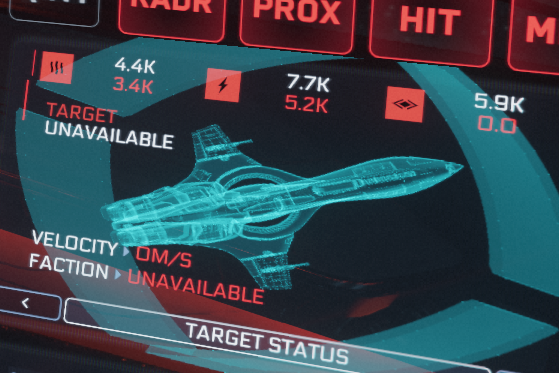 RADR
PROX
HIT
M
4.4K
3.4K
7.7K
5.2K
5.9K
0.0
TARGET
UNAVAILABLE
VELOCITY 0M/S
FACTION UNAVAILABLE
<
TARGET STATUS